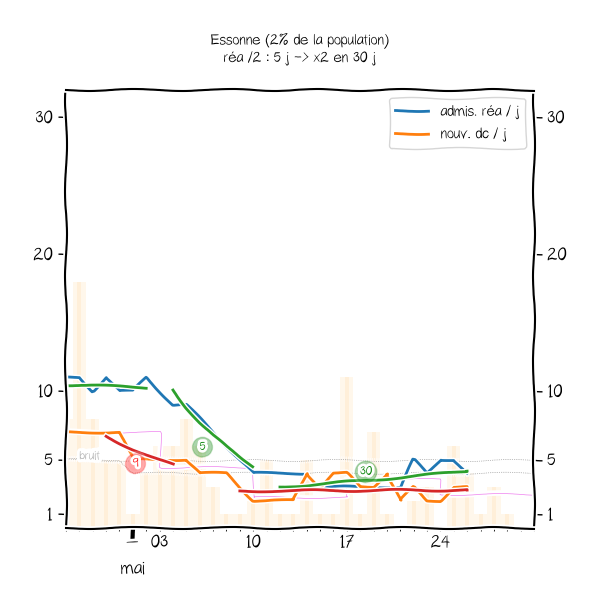 Essonne (2% de la population)
réa /2 : 5 j -> x2 en 30 j
admis. réa / j
nouv. dc / j
30
30
20
20
10
10
5
5
bruit
9
5
30
1
1
03
10
17
24
mai